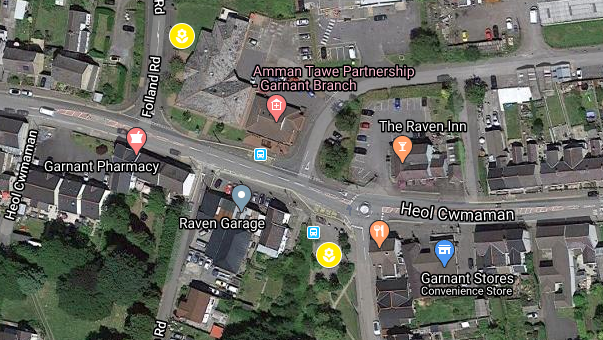 Folland Rd
Amman Tawe Partnership
Garnant Branch
The Raven Inn
Garnant Pharmacy
Heol Cwmaman
Raven Garage
Heol Cwmaman
Garnant Stores
Convenience Store
Rd